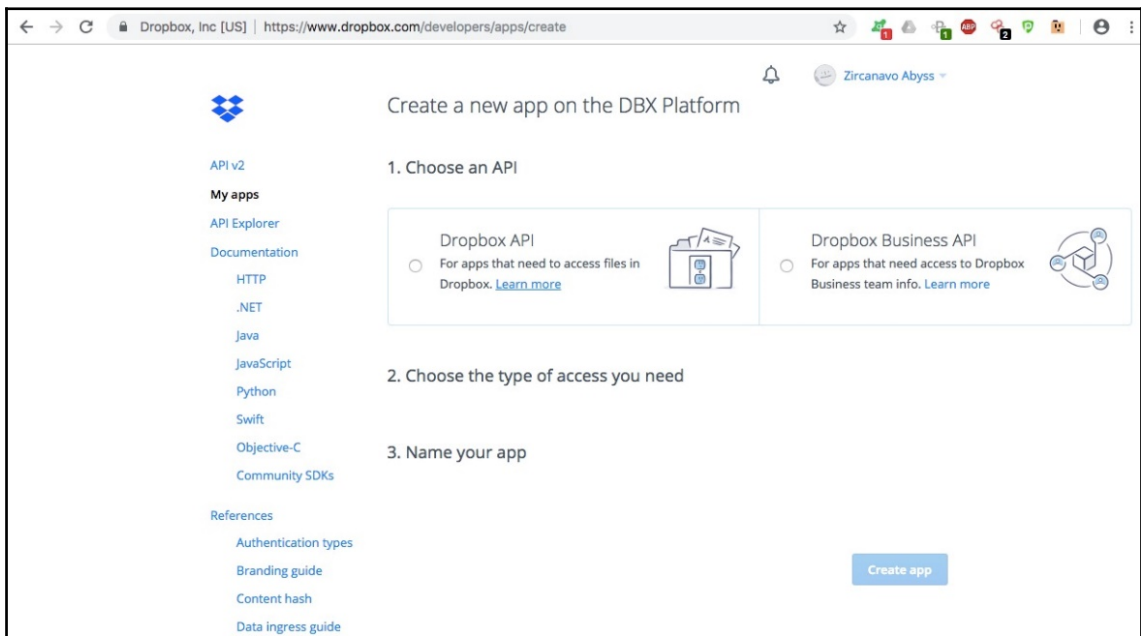 Dropbox, Inc [US] | https://www.dropbox.com/developers/apps/create
1
1
ABP
2
Zircanavo Abyss
Create a new app on the DBX Platform
API v2
My apps
API Explorer
Documentation
HTTP
.NET
Java
JavaScript
Python
Swift
Objective-C
Community SDKs
References
Authentication types
Branding guide
Content hash
Data ingress guide
1. Choose an API
Dropbox API
For apps that need to access files in
Dropbox. Learn more
Dropbox Business API
For apps that need access to Dropbox
Business team info. Learn more
2. Choose the type of access you need
3. Name your app
Create app